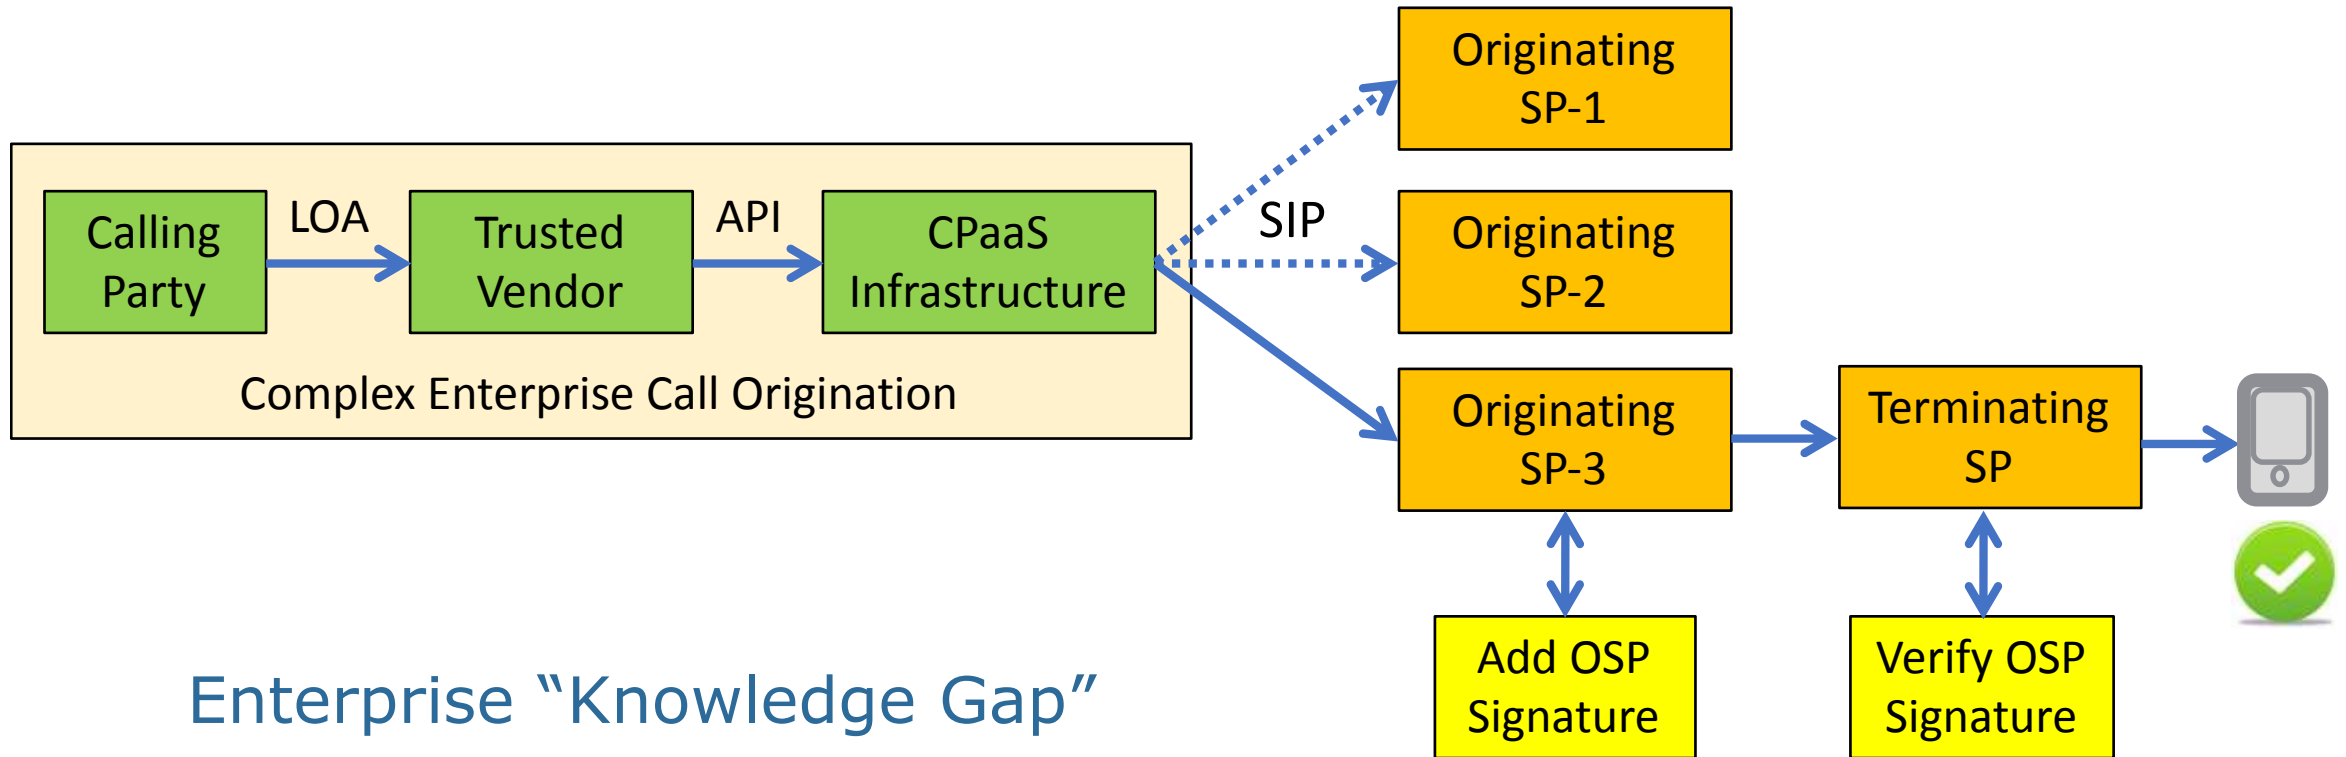 Originating
SP-1
Calling
Party
LOA
Trusted
Vendor
API
CPaaS
Infrastructure
SIP
Originating
SP-2
Complex Enterprise Call Origination
Originating
SP-3
Terminating
SP
Add OSP
Signature
Verify OSP
Signature
Enterprise “Knowledge Gap”